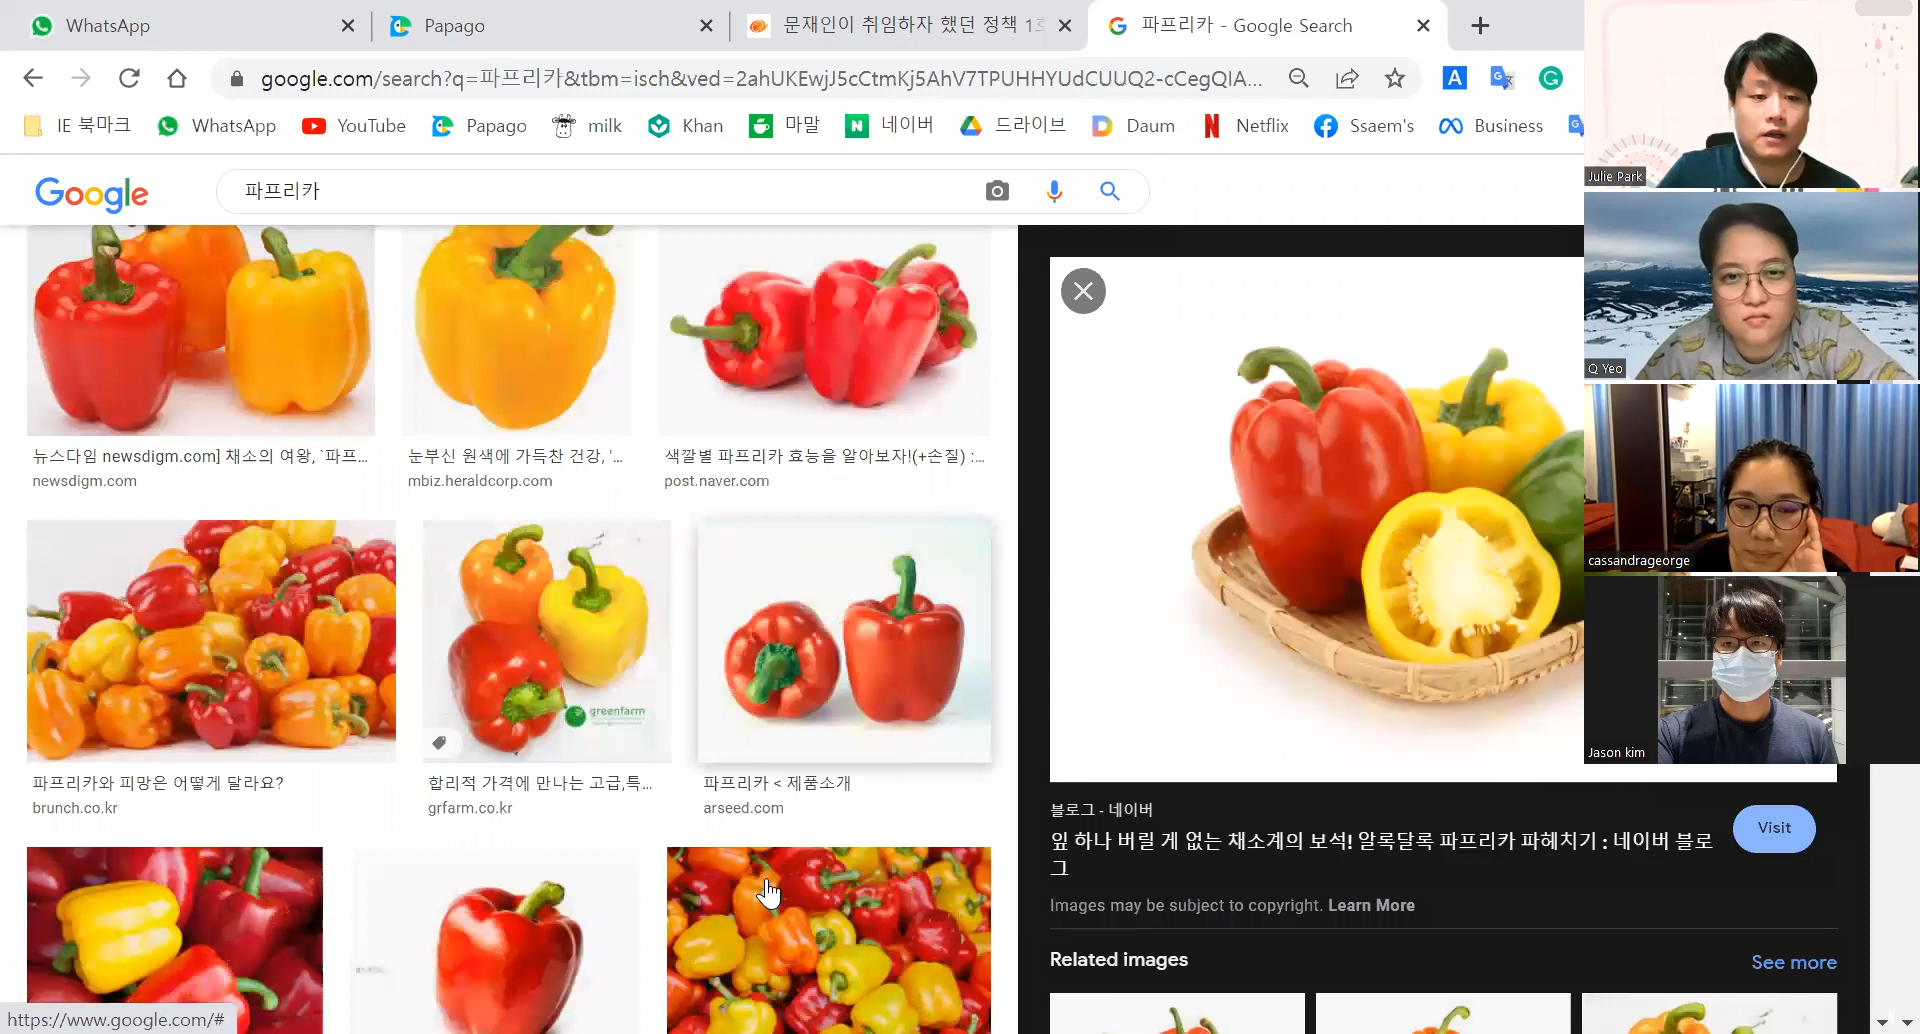 WhatsApp
Papago
문재인이 취임하자 했던 정책 1호
파프리카 - Google Search
google.com/search?q=파프리카&tbm=isch&ved=2ahUKEwjJ5cCtmKj5AhV7TPUHHYUdCUUQ2-cCegQIA...
IE 북마크
WhatsApp
YouTube
Papago
milk
Khan
마말
네이버
드라이브
Daum
Netflix
Ssaem's
Business
Google
파프리카
뉴스다임 newsdigm.com] 채소의 여왕, `파프...
newsdigm.com
눈부신 원색에 가득찬 건강, '...
mbiz.heraldcorp.com
색깔별 파프리카 효능을 알아보자!(+손질) :...
post.naver.com
greenfarm
파프리카와 피망은 어떻게 달라요?
brunch.co.kr
합리적 가격에 만나는 고급,특...
grfarm.co.kr
파프리카 < 제품소개
arseed.com
블로그 - 네이버
잎 하나 버릴 게 없는 채소계의 보석! 알록달록 파프리카 파헤치기 : 네이버 블로
그
Visit
Images may be subject to copyright. Learn More
Related images
See more
Julie Park
Q Yeo
cassandrageorge
Jason kim
https://www.google.com/#